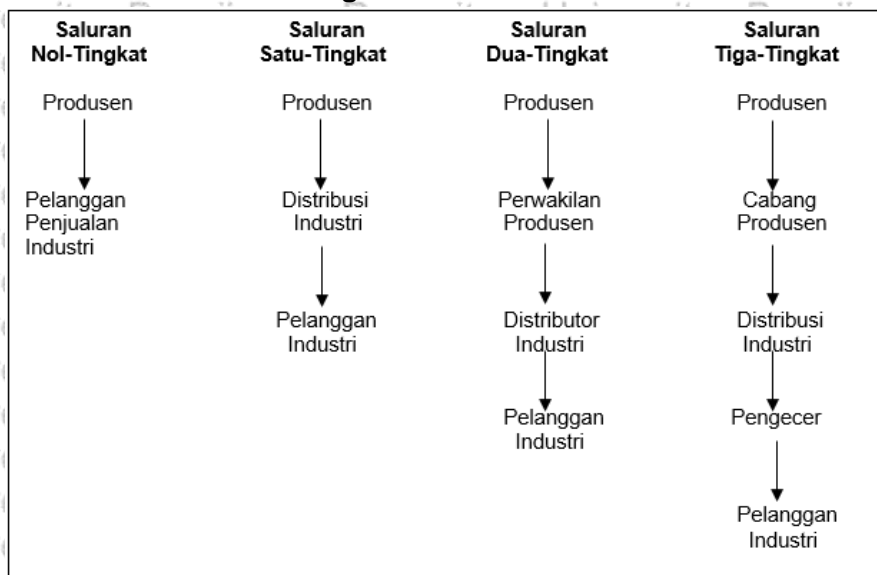 Saluran
Nol-Tingkat
Produsen
Pelanggan
Penjualan
Industri
Saluran
Satu-Tingkat
Produsen
Distribusi
Industri
Pelanggan
Industri
Saluran
Dua-Tingkat
Produsen
Perwakilan
Produsen
Distributor
Industri
Pelanggan
Industri
Saluran
Tiga-Tingkat
Produsen
Cabang
Produsen
Distribusi
Industri
Pengecer
Pelanggan
Industri